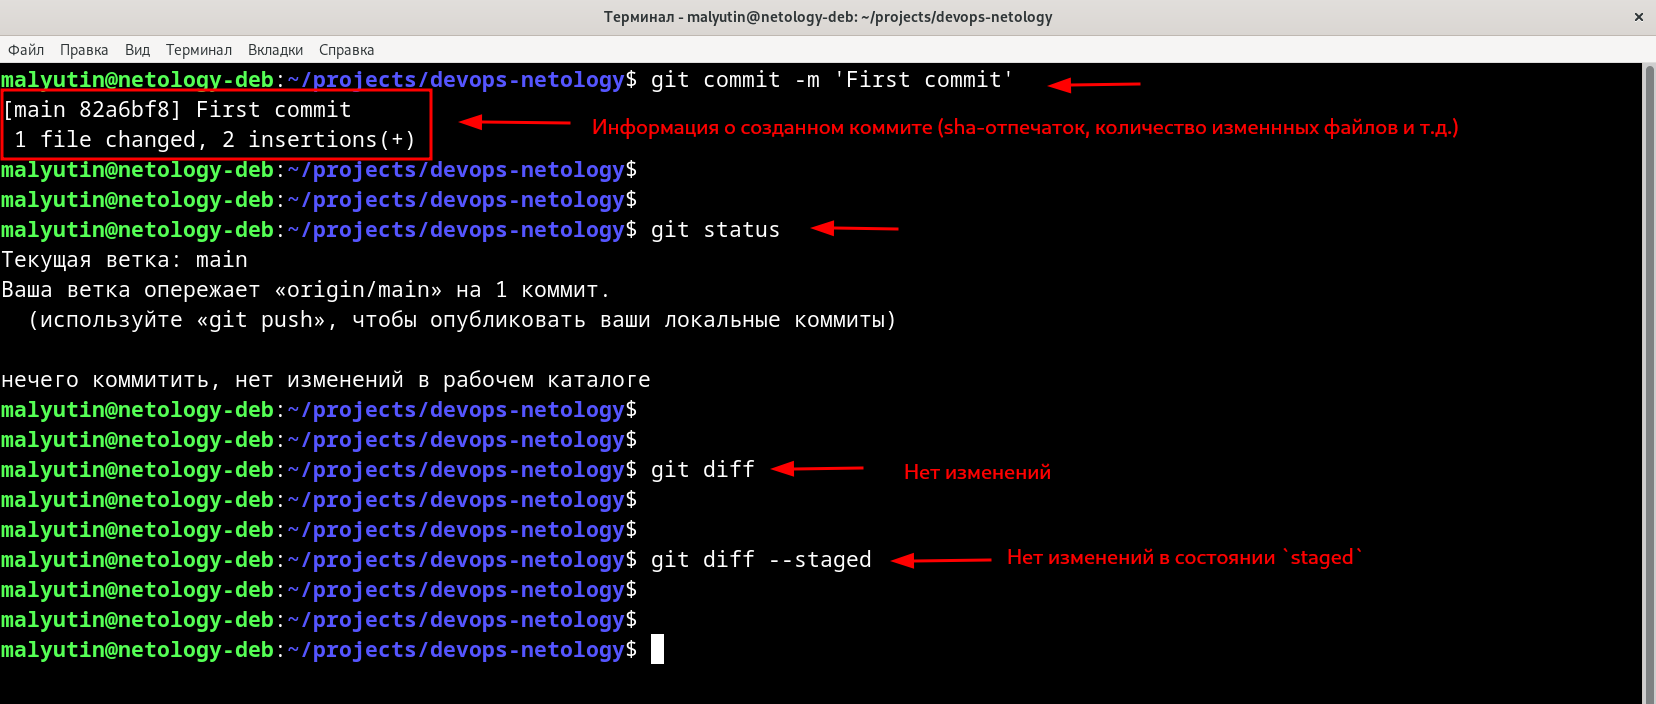 Терминал - malyutin@netology-deb: ~/projects/devops-netology ×
Файл Правка Вид Терминал Вкладки Справка
malyutin@netology-deb:~/projects/devops-netology$ git commit -m 'First commit'
[main 82a6bf8] First commit
1 file changed, 2 insertions(+)
Информация о созданном коммите (sha-отпечаток, количество изменнных файлов и т.д.)
malyutin@netology-deb:~/projects/devops-netology$
malyutin@netology-deb:~/projects/devops-netology$
malyutin@netology-deb:~/projects/devops-netology$ git status
Текущая ветка: main
Ваша ветка опережает «origin/main» на 1 коммит.
(используйте «git push», чтобы опубликовать ваши локальные коммиты)
нечего коммитить, нет изменений в рабочем каталоге
malyutin@netology-deb:~/projects/devops-netology$
malyutin@netology-deb:~/projects/devops-netology$
malyutin@netology-deb:~/projects/devops-netology$ git diff
Нет изменений
malyutin@netology-deb:~/projects/devops-netology$
malyutin@netology-deb:~/projects/devops-netology$
malyutin@netology-deb:~/projects/devops-netology$ git diff --staged
Нет изменений в состоянии `staged`
malyutin@netology-deb:~/projects/devops-netology$
malyutin@netology-deb:~/projects/devops-netology$
malyutin@netology-deb:~/projects/devops-netology$